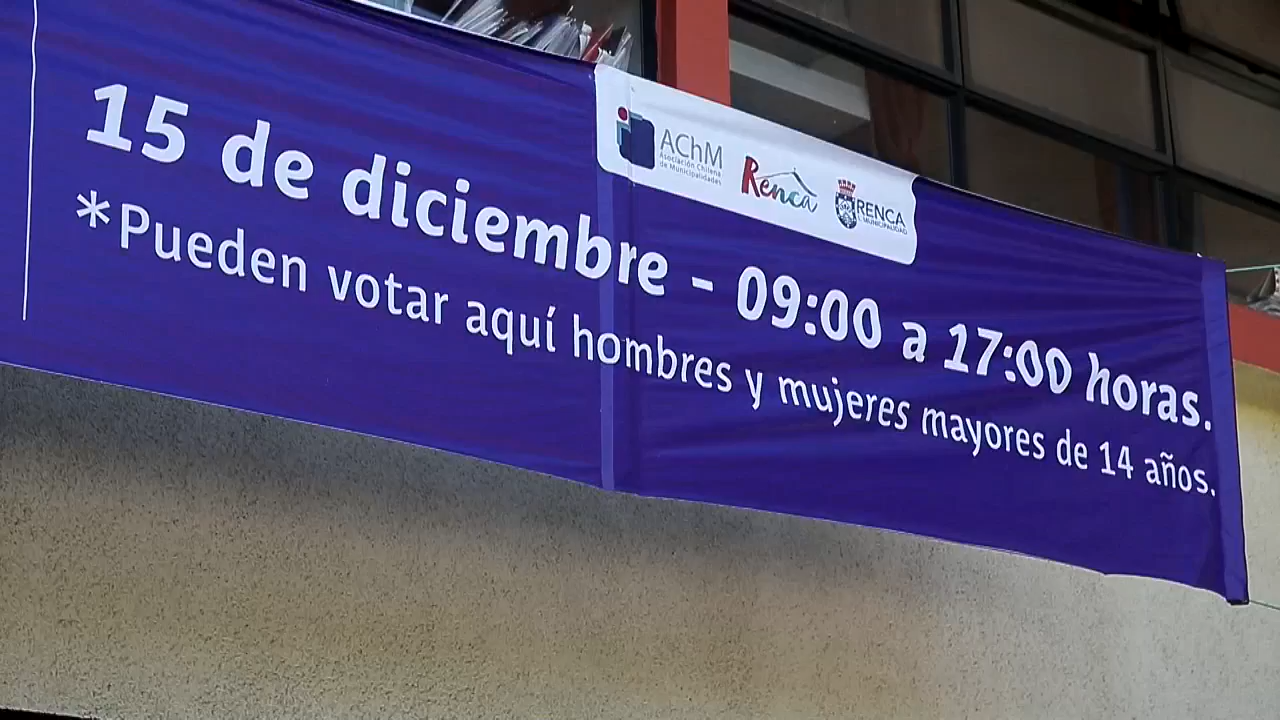 AChM
Asociación Chilena
de Municipalidades
Renca
RENCA
MUNICIPALIDAD
15 de diciembre - 09:00 a 17:00 horas.
*Pueden votar aquí hombres y mujeres mayores de 14 años.